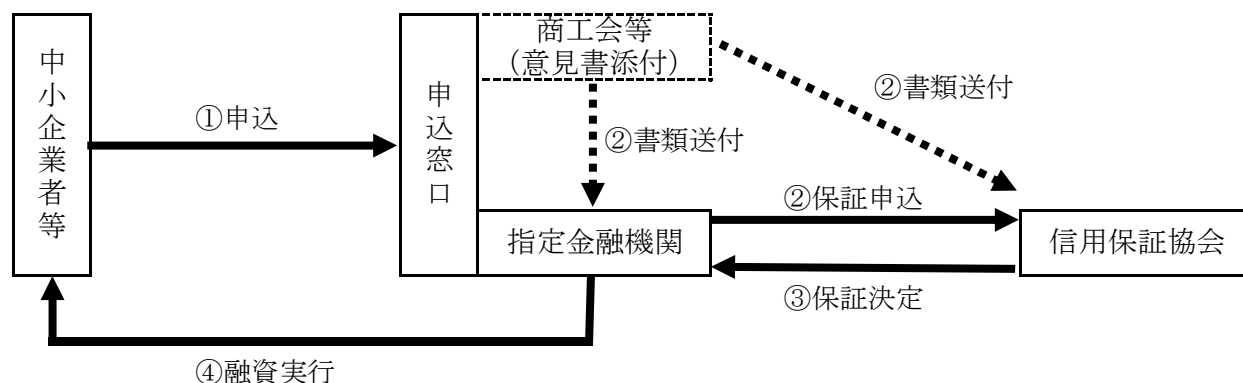 中小企業者等
①申込
申込窓口
商工会等
(意見書添付)
②書類送付
②書類送付
指定金融機関
②保証申込
信用保証協会
③保証決定
④融資実行